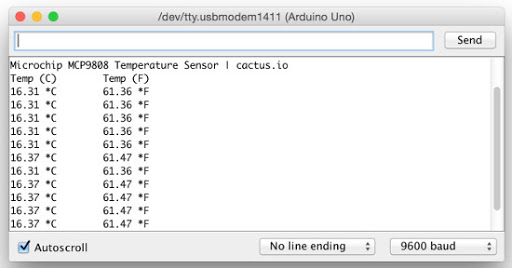 /dev/tty.usbmodem1411 (Arduino Uno)
Send
Microchip MCP9808 Temperature Sensor | cactus.io
Temp (C) Temp (F)
16.31 *C 61.36 *F
16.31 *C 61.36 *F
16.31 *C 61.36 *F
16.31 *C 61.36 *F
16.31 *C 61.36 *F
16.37 *C 61.47 *F
16.31 *C 61.36 *F
16.37 *C 61.47 *F
16.37 *C 61.47 *F
16.37 *C 61.47 *F
16.37 *C 61.47 *F
Autoscroll No line ending 9600 baud